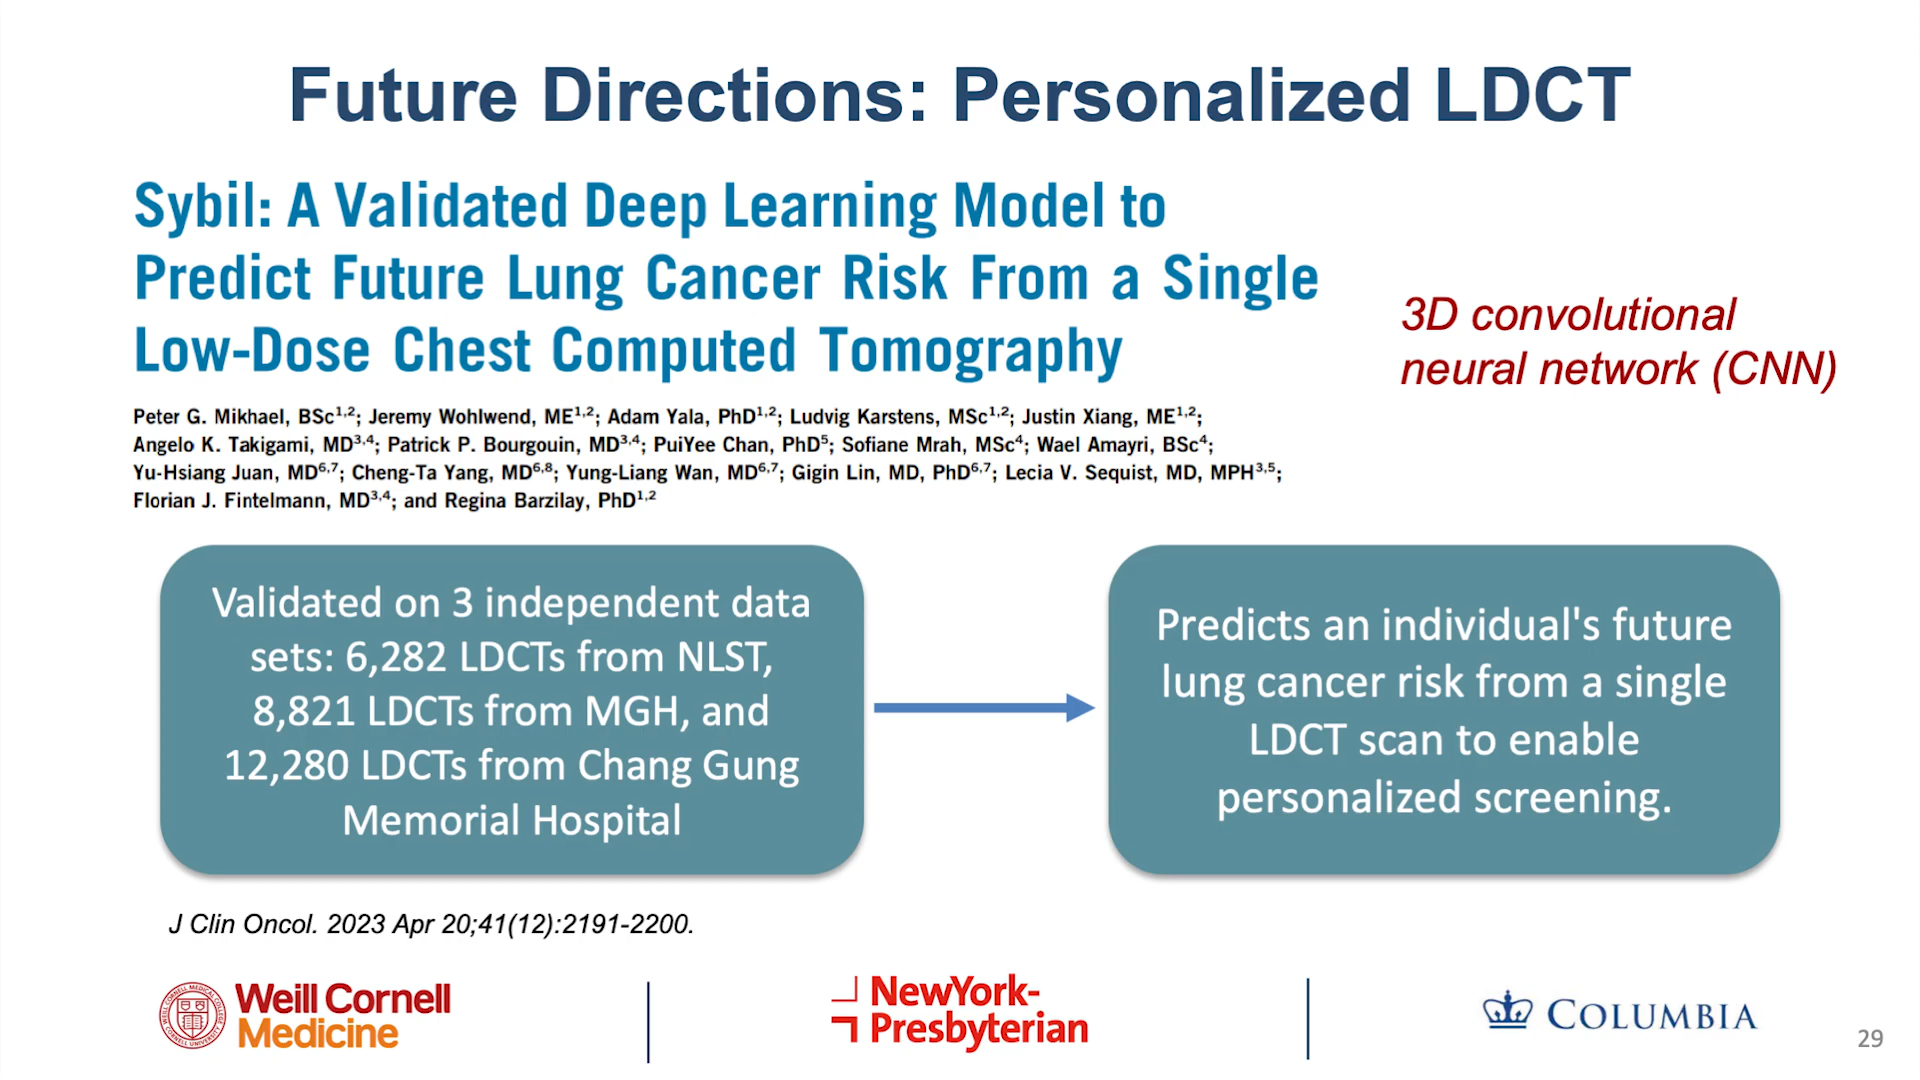 Future Directions: Personalized LDCT
Sybil: A Validated Deep Learning Model to
Predict Future Lung Cancer Risk From a Single
Low-Dose Chest Computed Tomography
3D convolutional
neural network (CNN)
Peter G. Mikhael, BSc1,2; Jeremy Wohlwend, ME1,2; Adam Yala, PhD1,2; Ludvig Karstens, MSc1,2; Justin Xiang, ME1,2;
Angelo K. Takigami, MD3,4; Patrick P. Bourgouin, MD3,4; PuiYee Chan, PhD5; Sofiane Mrah, MSc4; Wael Amayri, BSc4;
Yu-Hsiang Juan, MD6,7; Cheng-Ta Yang, MD6,8; Yung-Liang Wan, MD6,7; Gigin Lin, MD, PhD6,7; Lecia V. Sequist, MD, MPH3,5;
Florian J. Fintelmann, MD3,4; and Regina Barzilay, PhD1,2
Validated on 3 independent data
sets: 6,282 LDCTs from NLST,
8,821 LDCTs from MGH, and
12,280 LDCTs from Chang Gung
Memorial Hospital
Predicts an individual's future
lung cancer risk from a single
LDCT scan to enable
personalized screening.
J Clin Oncol. 2023 Apr 20;41(12):2191-2200.
Weill Cornell
Medicine
NewYork-
Presbyterian
COLUMBIA
29